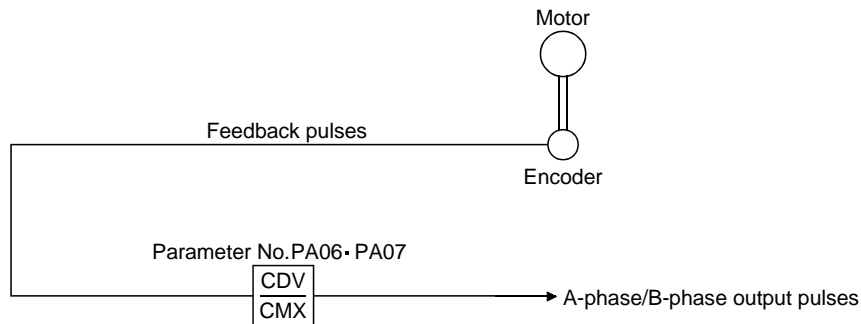 Motor
Feedback pulses
Encoder
Parameter No.PA06 · PA07
CDV
CMX
A-phase/B-phase output pulses